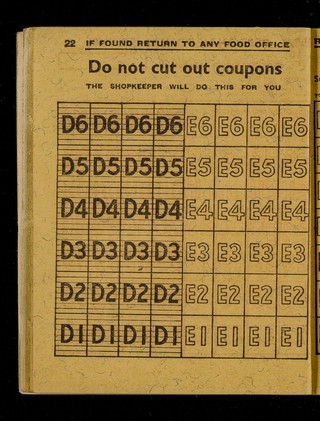 22 IF FOUND RETURN TO ANY FOOD OFFICE
Do not cut out coupons
THE SHOPKEEPER WILL DO THIS FOR YOU
D6 D6 D6 D6 E6 E6 E6 E6
D5 D5 D5 D5 E5 E5 E5 E5
D4 D4 D4 D4 E4 E4 E4 E4
D3 D3 D3 D3 E3 E3 E3 E3
D2 D2 D2 D2 E2 E2 E2 E2
D1 D1 D1 D1 E1 E1 E1 E1